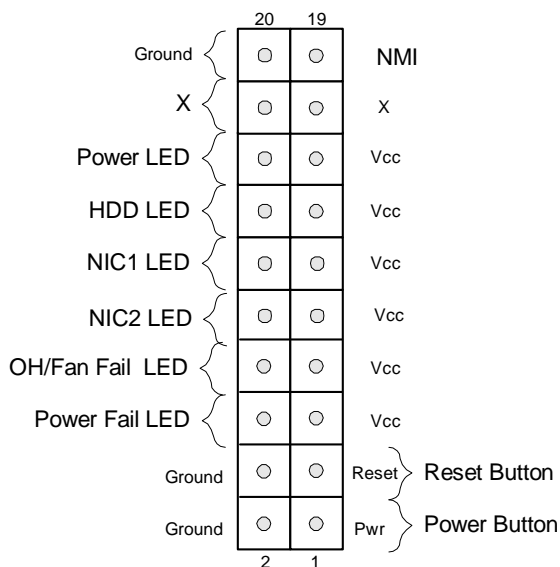 20 19
Ground NMI
X X
Power LED Vcc
HDD LED Vcc
NIC1 LED Vcc
NIC2 LED Vcc
OH/Fan Fail LED Vcc
Power Fail LED Vcc
Ground Reset Reset Button
Ground Pwr Power Button
2 1